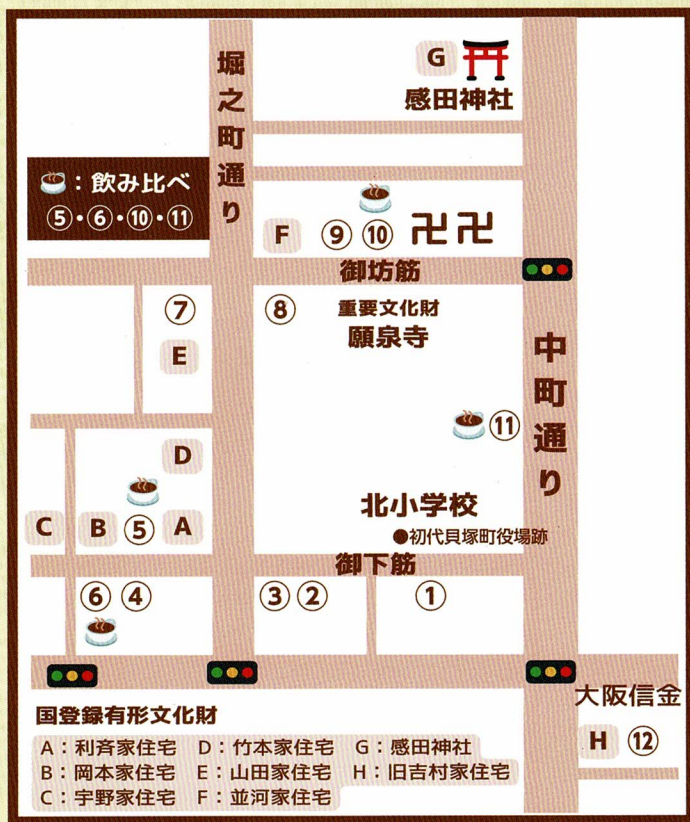 堀之町通り
G
感田神社
：飲み比べ
⑤・⑥・⑩・⑪
F
⑨
⑩
卍卍
御坊筋
⑦
⑧
重要文化財
願泉寺
E
中町通り
⑪
D
C
B
⑤
A
北小学校
●初代貝塚町役場跡
御下筋
⑥
④
③
②
①
大阪信金
H
⑫
国登録有形文化財
A：利斉家住宅 D：竹本家住宅 G：感田神社
B：岡本家住宅 E：山田家住宅 H：旧吉村家住宅
C：宇野家住宅 F：並河家住宅